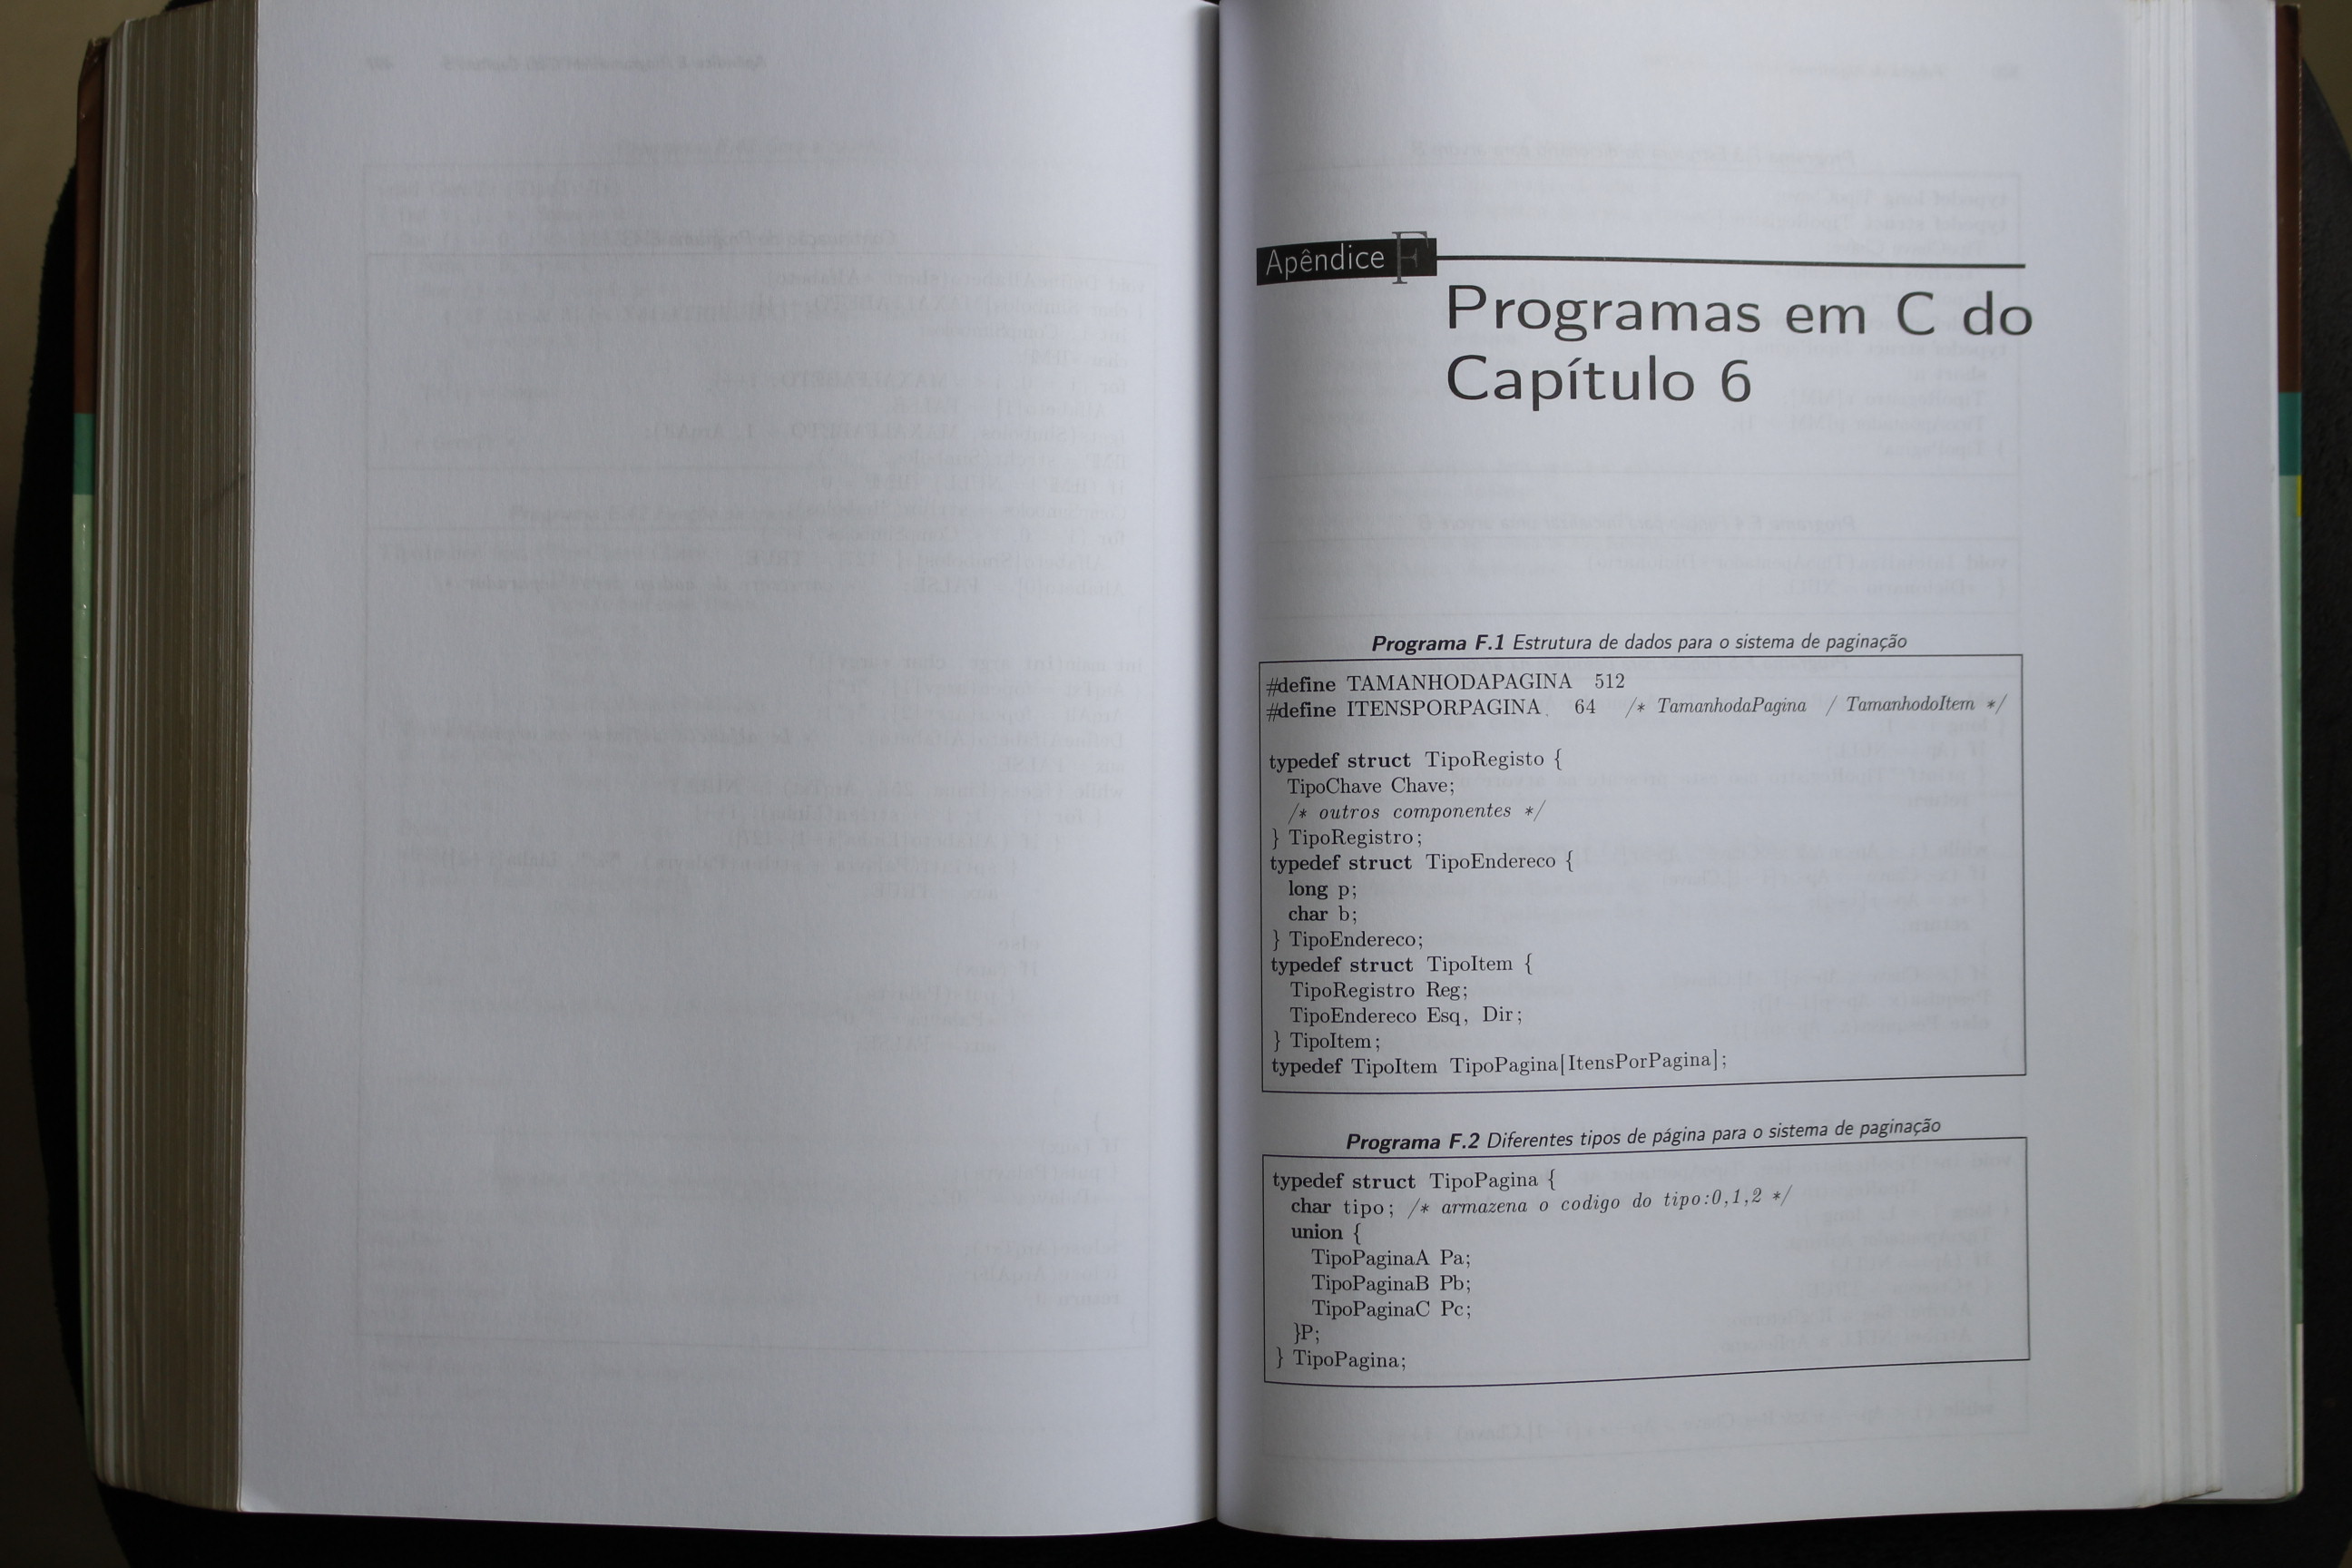 Apêndice F
Programas em C do
Capítulo 6
Programa F.1 Estrutura de dados para o sistema de paginação
#define TAMANHODAPAGINA 512
#define ITENSPORPAGINA 64 /* TamanhodaPagina / TamanhodoItem */
typedef struct TipoRegisto {
TipoChave Chave;
/* outros componentes */
} TipoRegistro;
typedef struct TipoEndereco {
long p;
char b;
} TipoEndereco;
typedef struct TipoItem {
TipoRegistro Reg;
TipoEndereco Esq, Dir;
} TipoItem;
typedef TipoItem TipoPagina[ItensPorPagina];
Programa F.2 Diferentes tipos de página para o sistema de paginação
typedef struct TipoPagina {
char tipo; /* armazena o codigo do tipo:0,1,2 */
union {
TipoPaginaA Pa;
TipoPaginaB Pb;
TipoPaginaC Pc;
}P;
} TipoPagina;